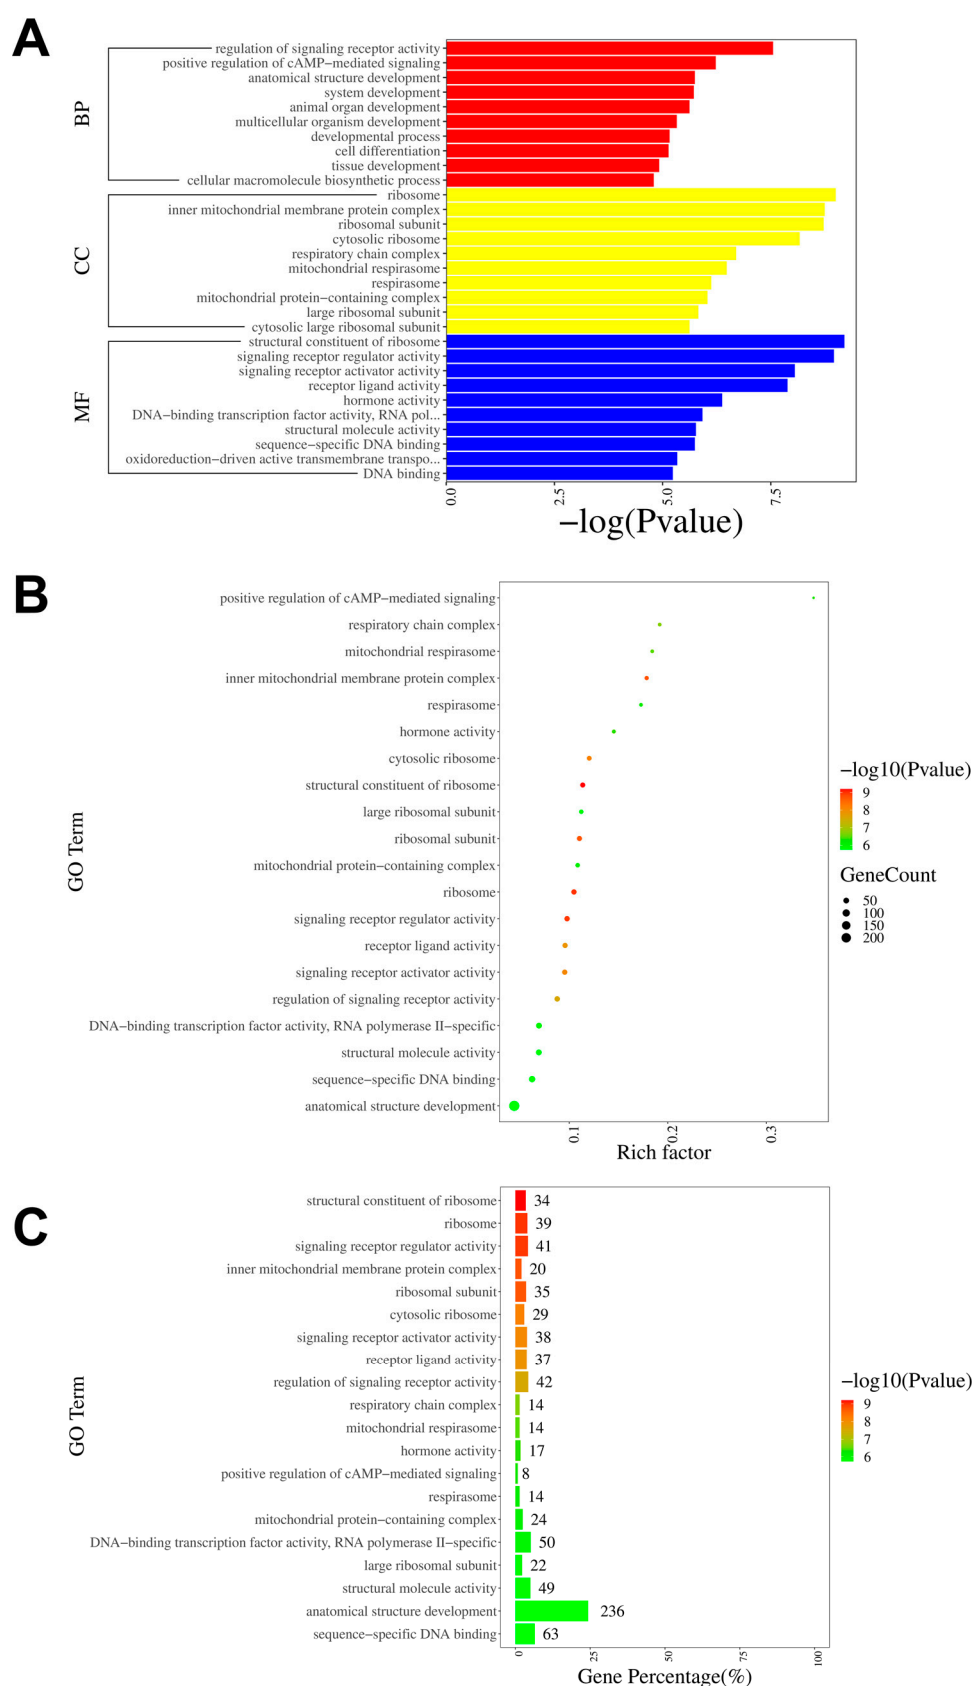 A
regulation of signaling receptor activity
positive regulation of cAMP−mediated signaling
anatomical structure development
system development
animal organ development
multicellular organism development
developmental process
cell differentiation
tissue development
cellular macromolecule biosynthetic process
BP
ribosome
inner mitochondrial membrane protein complex
ribosomal subunit
cytosolic ribosome
respiratory chain complex
mitochondrial respirasome
respirasome
mitochondrial protein−containing complex
large ribosomal subunit
cytosolic large ribosomal subunit
CC
structural constituent of ribosome
signaling receptor regulator activity
signaling receptor activator activity
receptor ligand activity
hormone activity
DNA−binding transcription factor activity, RNA pol...
structural molecule activity
sequence−specific DNA binding
oxidoreduction−driven active transmembrane transpo...
DNA binding
MF
0.0 2.5 5.0 7.5
−log(Pvalue)
B
positive regulation of cAMP−mediated signaling
respiratory chain complex
mitochondrial respirasome
inner mitochondrial membrane protein complex
respirasome
hormone activity
cytosolic ribosome
structural constituent of ribosome
large ribosomal subunit
ribosomal subunit
mitochondrial protein−containing complex
ribosome
signaling receptor regulator activity
receptor ligand activity
signaling receptor activator activity
regulation of signaling receptor activity
DNA−binding transcription factor activity, RNA polymerase II−specific
structural molecule activity
sequence−specific DNA binding
anatomical structure development
GO Term
0.1 0.2 0.3
Rich factor
−log10(Pvalue)
9
8
7
6
GeneCount
50
100
150
200
C
structural constituent of ribosome 34
ribosome 39
signaling receptor regulator activity 41
inner mitochondrial membrane protein complex 20
ribosomal subunit 35
cytosolic ribosome 29
signaling receptor activator activity 38
receptor ligand activity 37
regulation of signaling receptor activity 42
respiratory chain complex 14
mitochondrial respirasome 14
hormone activity 17
positive regulation of cAMP−mediated signaling 8
respirasome 14
mitochondrial protein−containing complex 24
DNA−binding transcription factor activity, RNA polymerase II−specific 50
large ribosomal subunit 22
structural molecule activity 49
anatomical structure development 236
sequence−specific DNA binding 63
GO Term
0 25 50 75 100
Gene Percentage(%)
−log10(Pvalue)
9
8
7
6